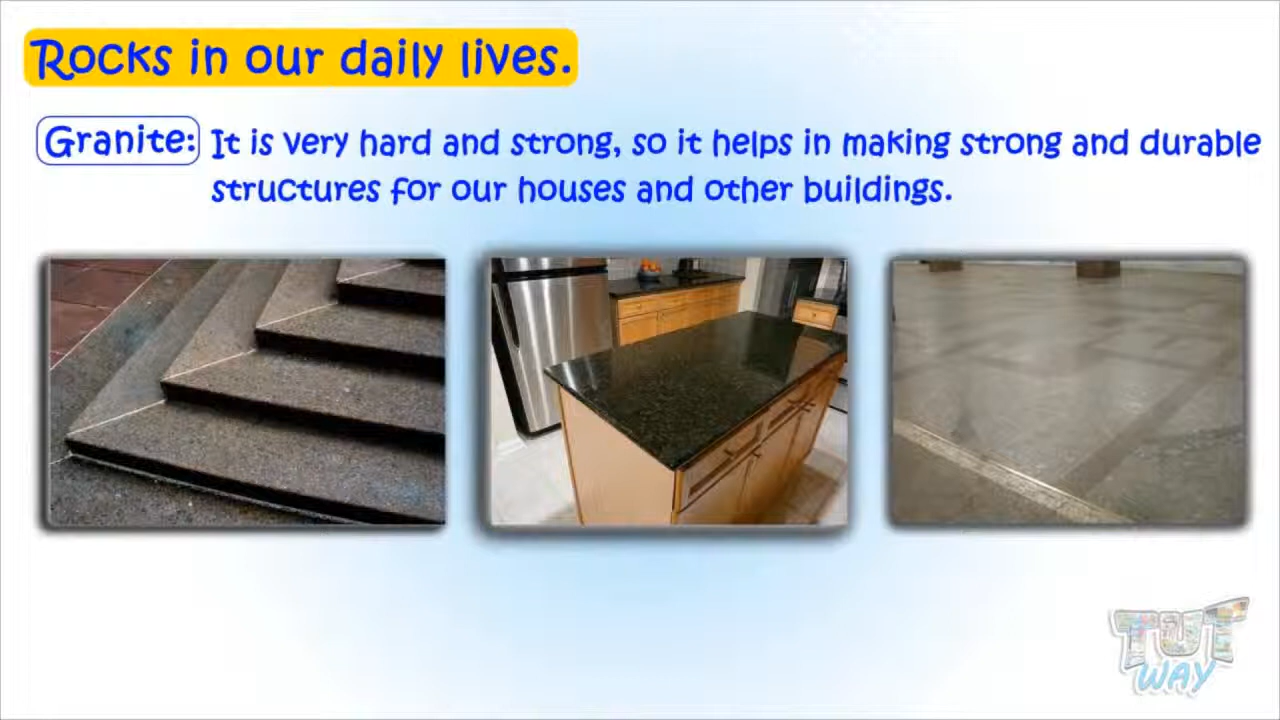 Rocks in our daily lives.
Granite: It is very hard and strong, so it helps in making strong and durable
structures for our houses and other buildings.
TUT
WAY